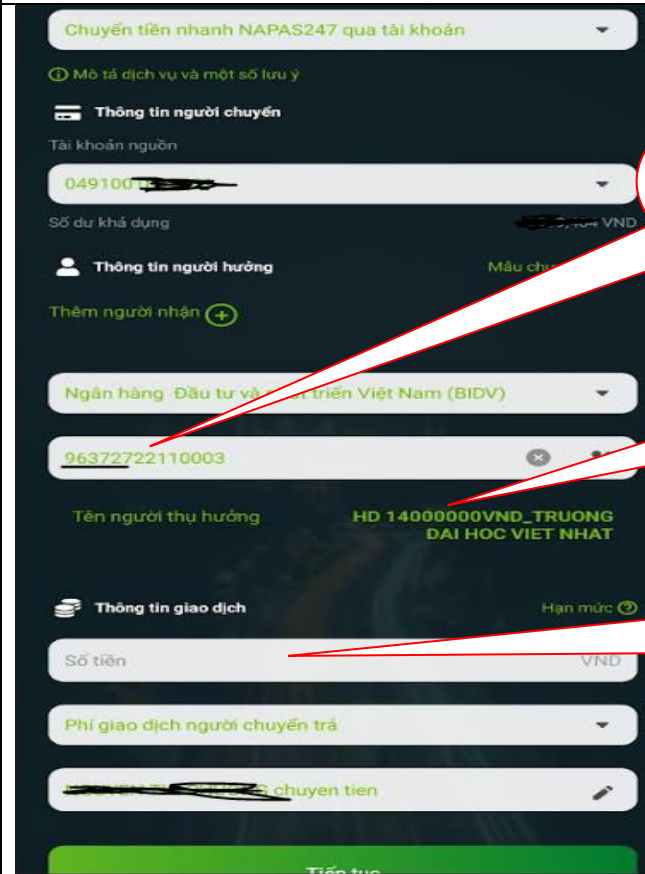 Chuyển tiền nhanh NAPAS247 qua tài khoản
Mô tả dịch vụ và một số lưu ý
Thông tin người chuyển
Tài khoản nguồn
049100
Số dư khả dụng VND
Thông tin người hưởng Mẫu
Thêm người nhận
Ngân hàng Đầu tư và triển Việt Nam (BIDV)
96372722110003
Tên người thụ hưởng HD 14000000VND_TRUONG
DAI HOC VIET NHAT
Thông tin giao dịch Hạn mức
Số tiền VND
Phí giao dịch người chuyển trả
chuyen tien
Tiếp tục